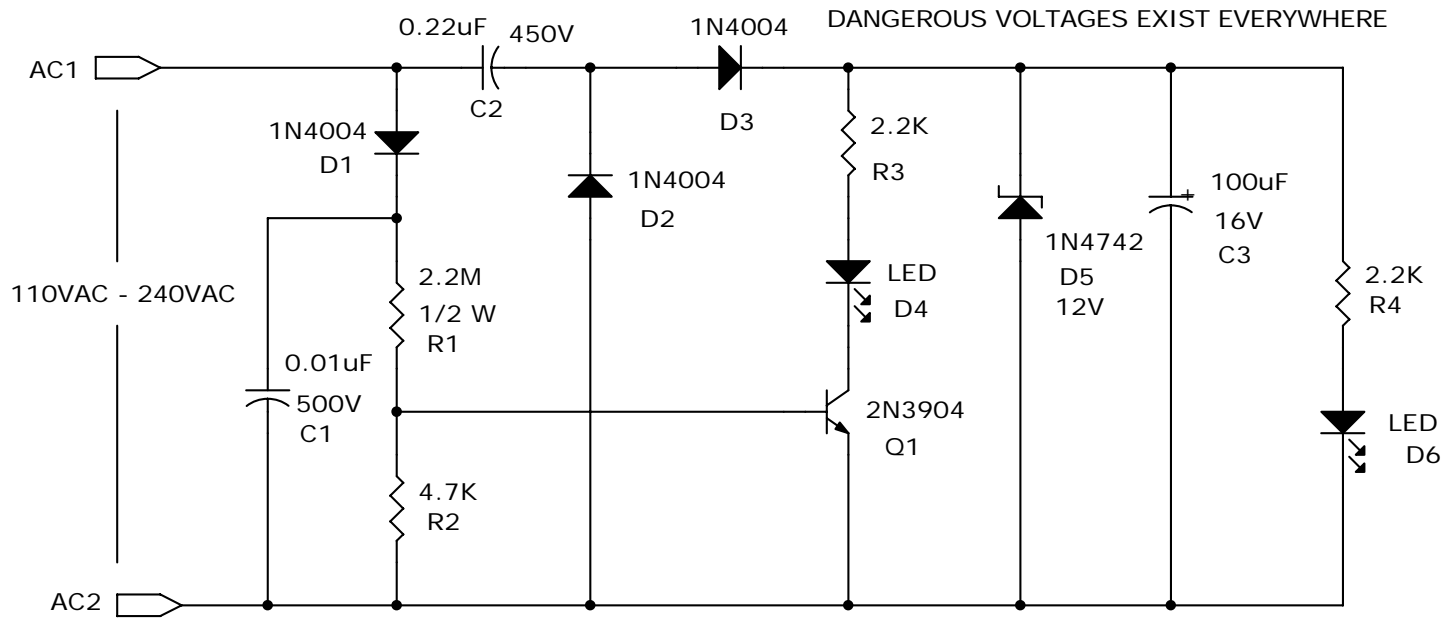 DANGEROUS VOLTAGES EXIST EVERYWHERE
0.22uF
450V
C2
1N4004
D3
AC1
1N4004
D1
2.2K
R3
1N4004
D2
100uF
+
16V
C3
1N4742
D5
12V
LED
D4
2.2K
R4
110VAC - 240VAC
2.2M
1/2 W
R1
0.01uF
500V
C1
2N3904
Q1
LED
D6
4.7K
R2
AC2